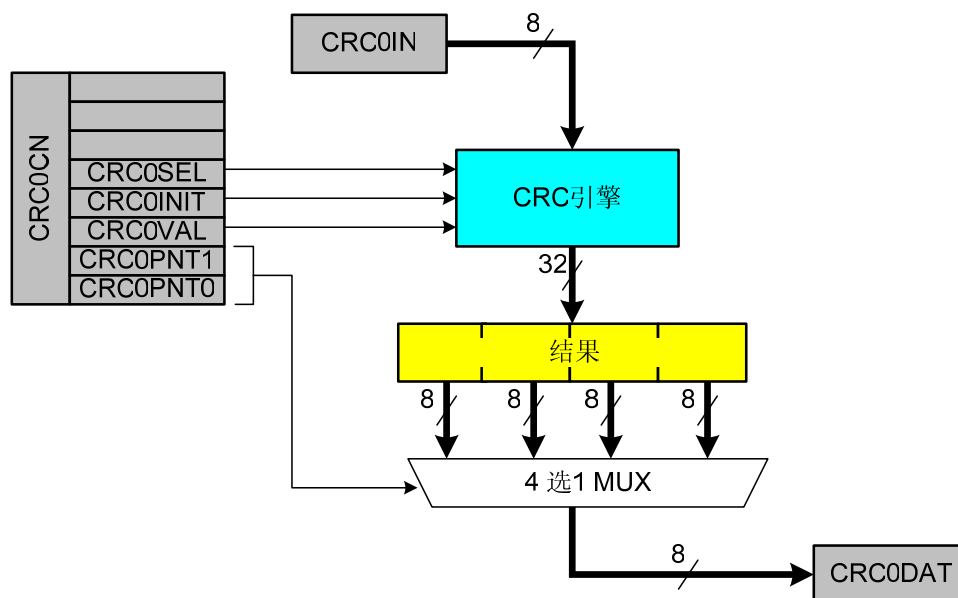 CRC0IN
8
CRC0CN
CRC0SEL
CRC0INIT
CRC0VAL
CRC0PNT1
CRC0PNT0
CRC引擎
32
结果
8
8
8
8
4 选1 MUX
8
CRC0DAT